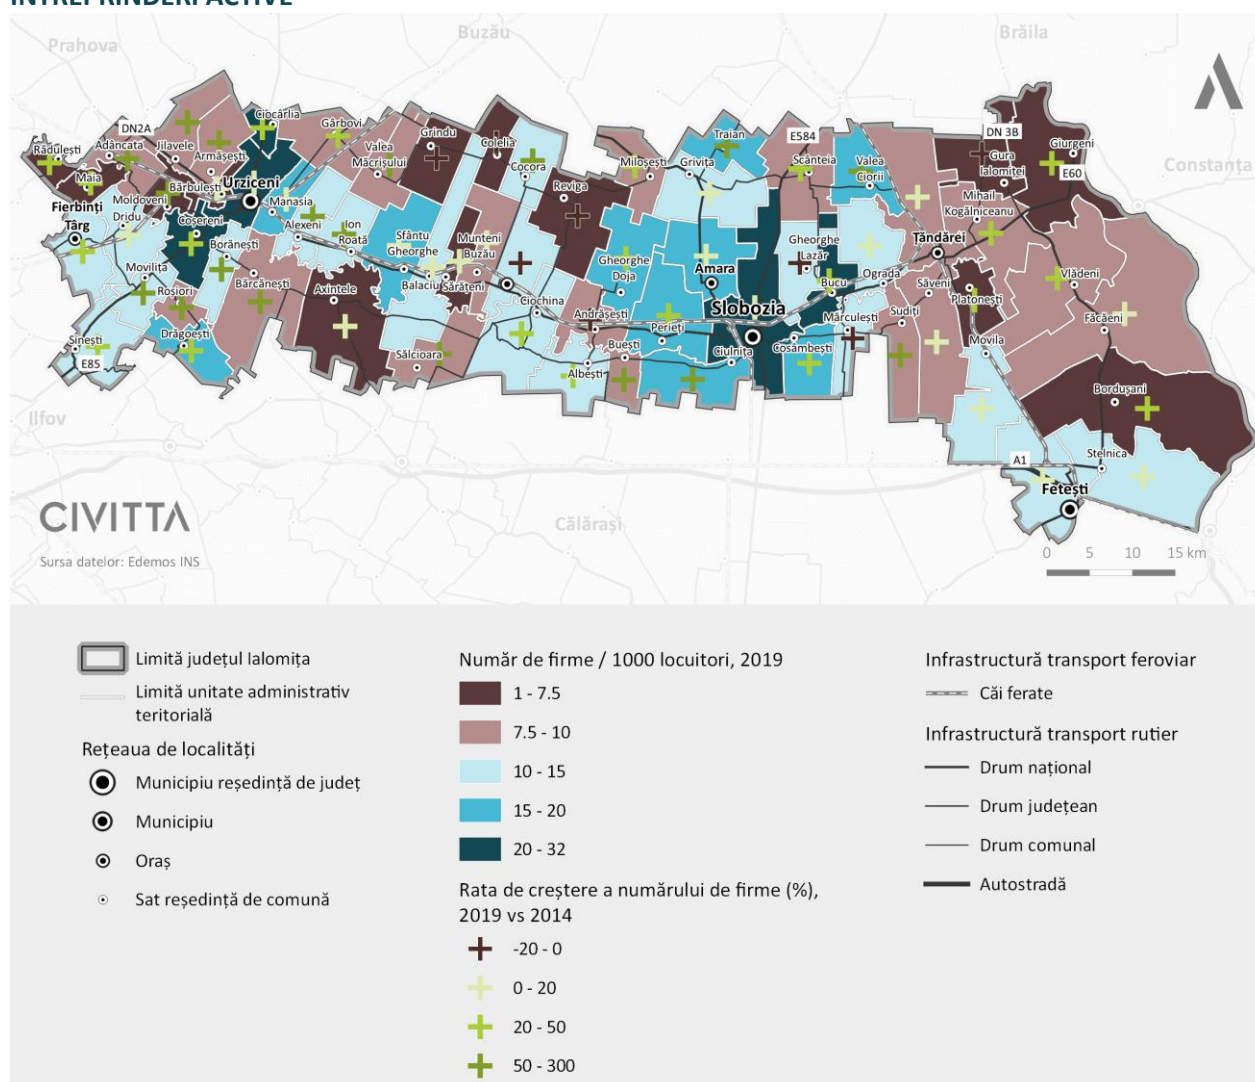 ÎNTREPRINDERI ACTIVE
Prahova
Buzău
Brăila
Constanța
Ilfov
Călărași
DN2A
E584
DN 3B
E60
E85
A1
Rădulești
Adâncata
Jilavele
Armășești
Ciocârlia
Gârbovi
Valea
Măcrișului
Grindu
Colelia
Cocora
Reviga
Miloșești
Grivița
Traian
Scânteia
Valea
Ciorii
Gura
Ialomiței
Giurgeni
Mihail
Kogălniceanu
Maia
Bărbulești
Urziceni
Moldoveni
Fierbinți
Târg
Dridu
Coșereni
Manasia
Alexeni
Ion
Roată
Sfântu
Gheorghe
Munteni
Buzău
Borănești
Bărcănești
Balaciu
Sărățeni
Movilița
Roșiori
Axintele
Ciochina
Gheorghe
Doja
Amara
Gheorghe
Lazăr
Bucu
Ograda
Țăndărei
Săveni
Platonești
Vlădeni
Făcăeni
Sinești
Drăgoești
Sălcioara
Andrășești
Perieți
Buești
Albești
Slobozia
Ciulnița
Cosâmbești
Mărculești
Sudiți
Movila
Bordușani
Stelnica
Fetești
CIVITTA
Sursa datelor: Edemos INS
0 5 10 15 km
Limită județul Ialomița
Limită unitate administrativ
teritorială
Rețeaua de localități
Municipiu reședință de județ
Municipiu
Oraș
Sat reședință de comună
Număr de firme / 1000 locuitori, 2019
1 - 7.5
7.5 - 10
10 - 15
15 - 20
20 - 32
Rata de creștere a numărului de firme (%),
2019 vs 2014
-20 - 0
0 - 20
20 - 50
50 - 300
Infrastructură transport feroviar
Căi ferate
Infrastructură transport rutier
Drum național
Drum județean
Drum comunal
Autostradă